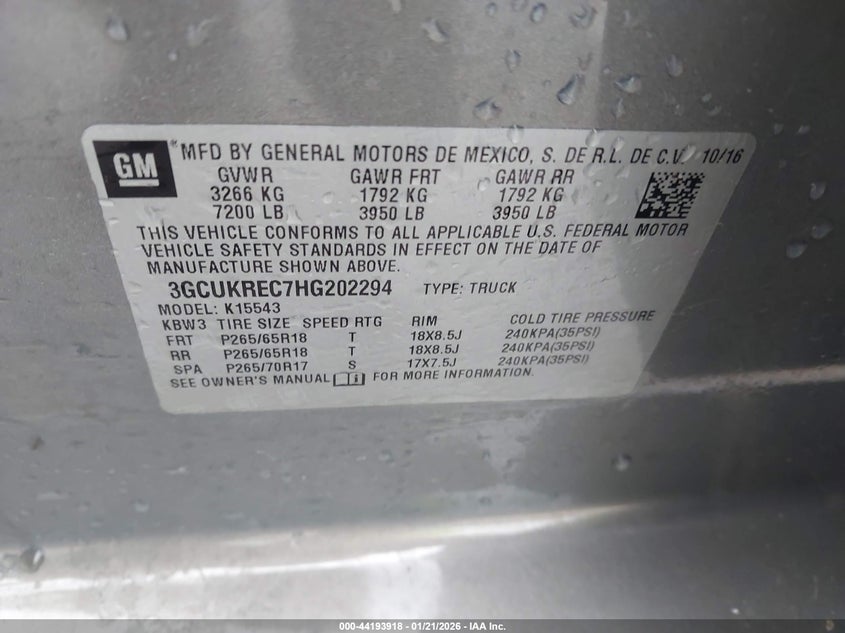 GM
*MFD BY GENERAL MOTORS DE MEXICO, S. DE R.L. DE C.V. 10/16
GVWR GAWR FRT GAWR RR
3266 KG 1792 KG 1792 KG
7200 LB 3950 LB 3950 LB
THIS VEHICLE CONFORMS TO ALL APPLICABLE U.S. FEDERAL MOTOR
VEHICLE SAFETY STANDARDS IN EFFECT ON THE DATE OF
MANUFACTURE SHOWN ABOVE.
3GCUKREC7HG202294 TYPE: TRUCK
MODEL: K15543
KBW3 TIRE SIZE SPEED RTG RIM COLD TIRE PRESSURE
FRT P265/65R18 T 18X8.5J 240KPA(35PSI)
RR P265/65R18 T 18X8.5J 240KPA(35PSI)
SPA P265/70R17 S 17X7.5J 240KPA(35PSI)
SEE OWNER'S MANUAL FOR MORE INFORMATION.
000-44193918 - 01/21/2026 - IAA Inc.